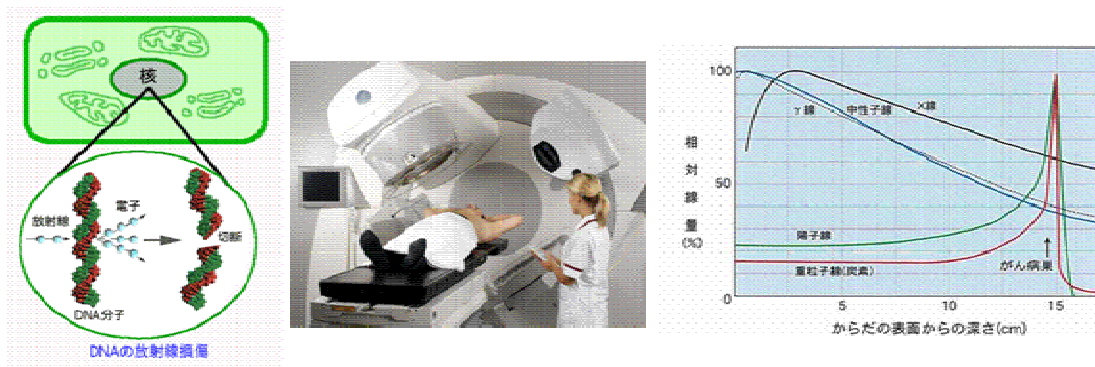 核
放射線
電子
切断
DNA分子
DNAの放射線損傷
100
50
0
相対線量(%)
γ線
中性子線
X線
陽子線
重粒子線(炭素)
がん病巣
5
10
15
からだの表面からの深さ(cm)